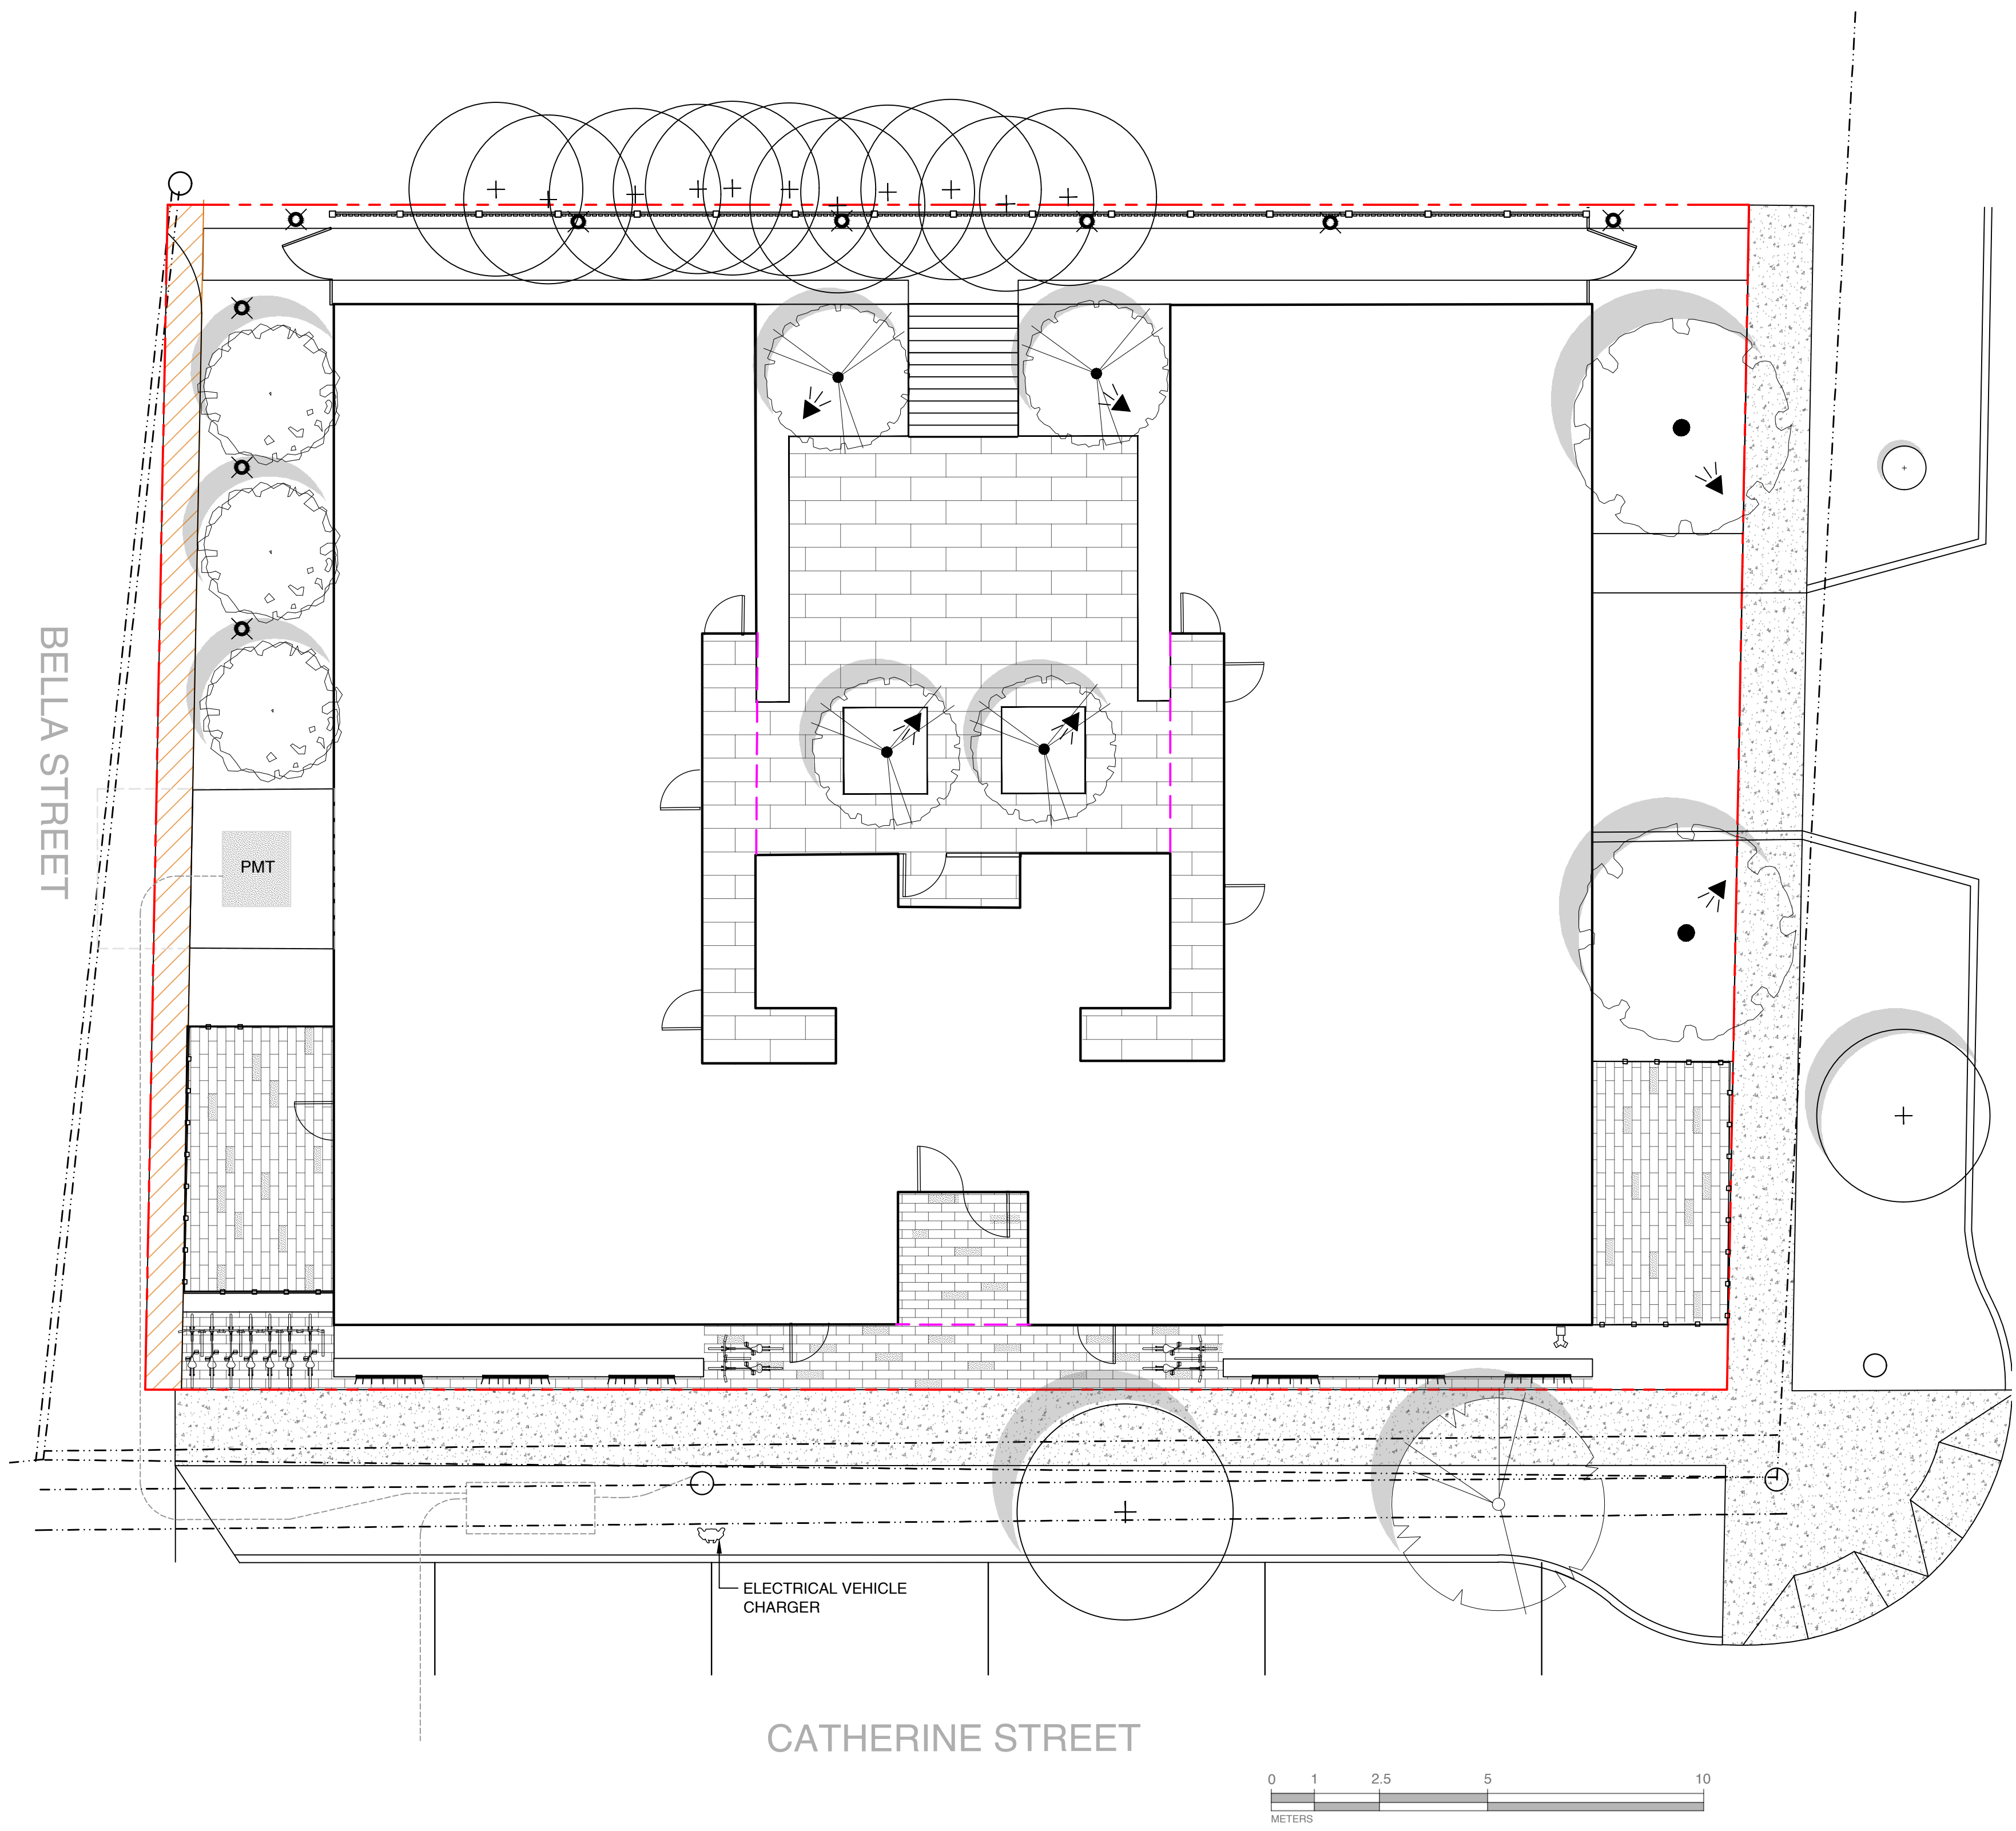 BELLA STREET
PMT
ELECTRICAL VEHICLE
CHARGER
CATHERINE STREET
0 1 2.5 5 10
METERS